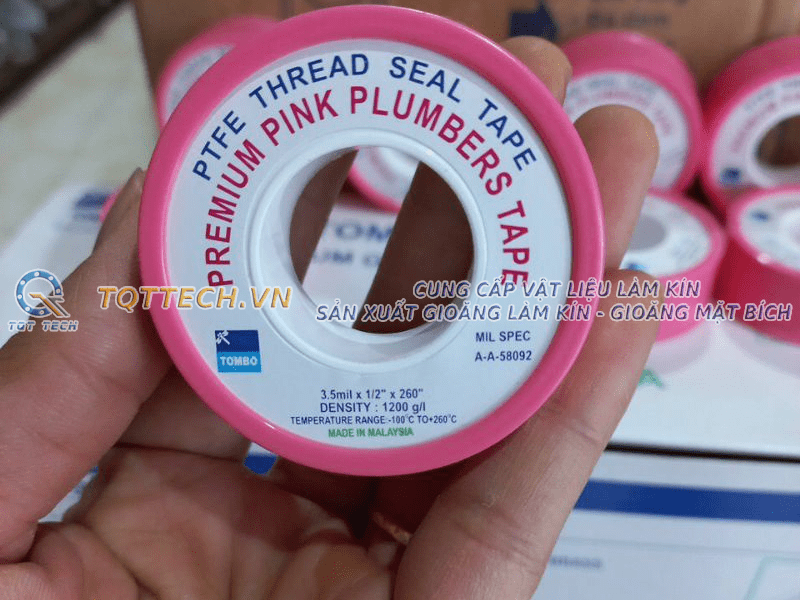 PTFE THREAD SEAL TAPE
PREMIUM PINK PLUMBERS TAPE
TQT TECH
TQTTECH.VN
CUNG CẤP VẬT LIỆU LÀM KÍN
SẢN XUẤT GIOĂNG LÀM KÍN - GIOĂNG MẶT BÍCH
MIL SPEC
A-A-58092
TOMBO
3.5mil x 1/2" x 260"
DENSITY : 1200 g/l
TEMPERATURE RANGE:-100°C TO+260°C
MADE IN MALAYSIA